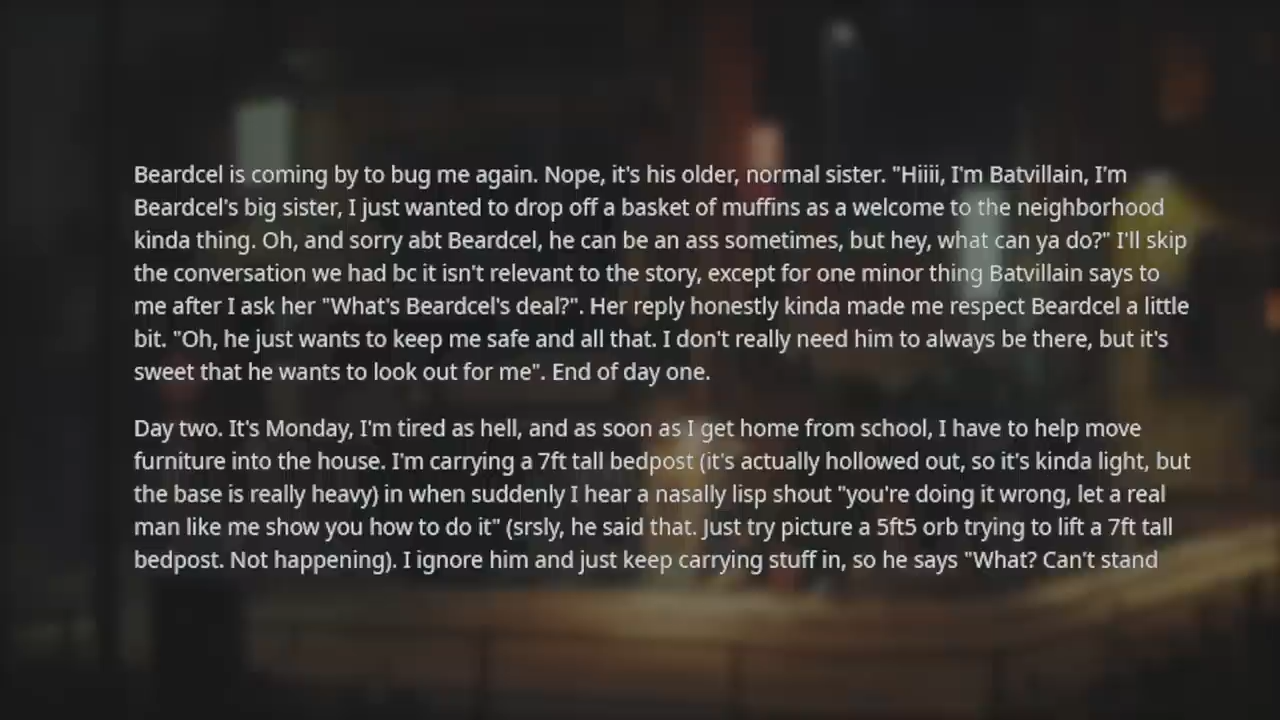 Beardcel is coming by to bug me again. Nope, it's his older, normal sister. "Hiiii, I'm Batvillain, I'm
Beardcel's big sister, I just wanted to drop off a basket of muffins as a welcome to the neighborhood
kinda thing. Oh, and sorry abt Beardcel, he can be an ass sometimes, but hey, what can ya do?" I'll skip
the conversation we had bc it isn't relevant to the story, except for one minor thing Batvillain says to
me after I ask her "What's Beardcel's deal?". Her reply honestly kinda made me respect Beardcel a little
bit. "Oh, he just wants to keep me safe and all that. I don't really need him to always be there, but it's
sweet that he wants to look out for me". End of day one.
Day two. It's Monday, I'm tired as hell, and as soon as I get home from school, I have to help move
furniture into the house. I'm carrying a 7ft tall bedpost (it's actually hollowed out, so it's kinda light, but
the base is really heavy) in when suddenly I hear a nasally lisp shout "you're doing it wrong, let a real
man like me show you how to do it" (srsly, he said that. Just try picture a 5ft5 orb trying to lift a 7ft tall
bedpost. Not happening). I ignore him and just keep carrying stuff in, so he says "What? Can't stand